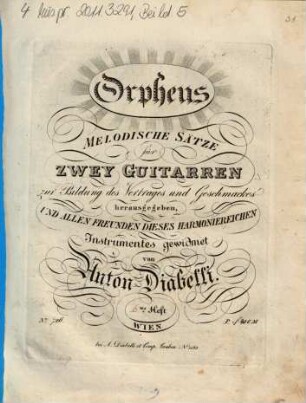 4 Mus.pr. 2011.3291, Beibd. 5
Orpheus
MELODISCHE SÄTZE
für
ZWEY GUITARREN
zur Bildung des Vortrages und Geschmackes
herausgegeben,
UND ALLEN FREUNDEN DIESES HARMONIEREICHEN
Instrumentes gewidmet
von
Anton Diabelli.
Heft
WIEN
bei A. Diabelli et Comp. Graben